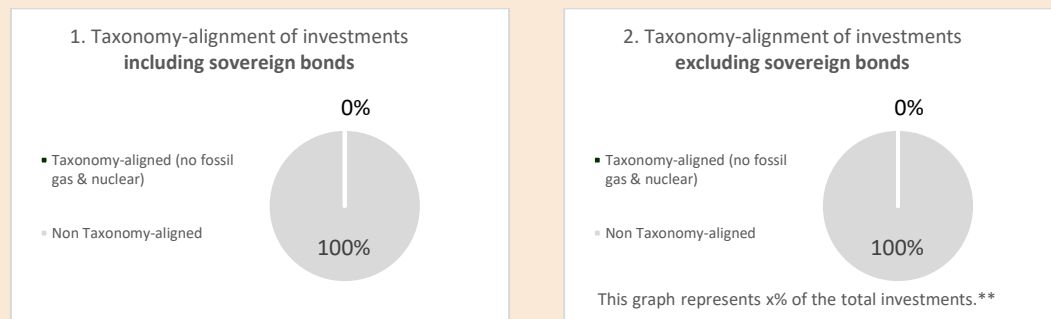 1. Taxonomy-alignment of investments
including sovereign bonds
0%
Taxonomy-aligned (no fossil
gas & nuclear)
Non Taxonomy-aligned
100%
2. Taxonomy-alignment of investments
excluding sovereign bonds
0%
Taxonomy-aligned (no fossil
gas & nuclear)
Non Taxonomy-aligned
100%
This graph represents x% of the total investments.**